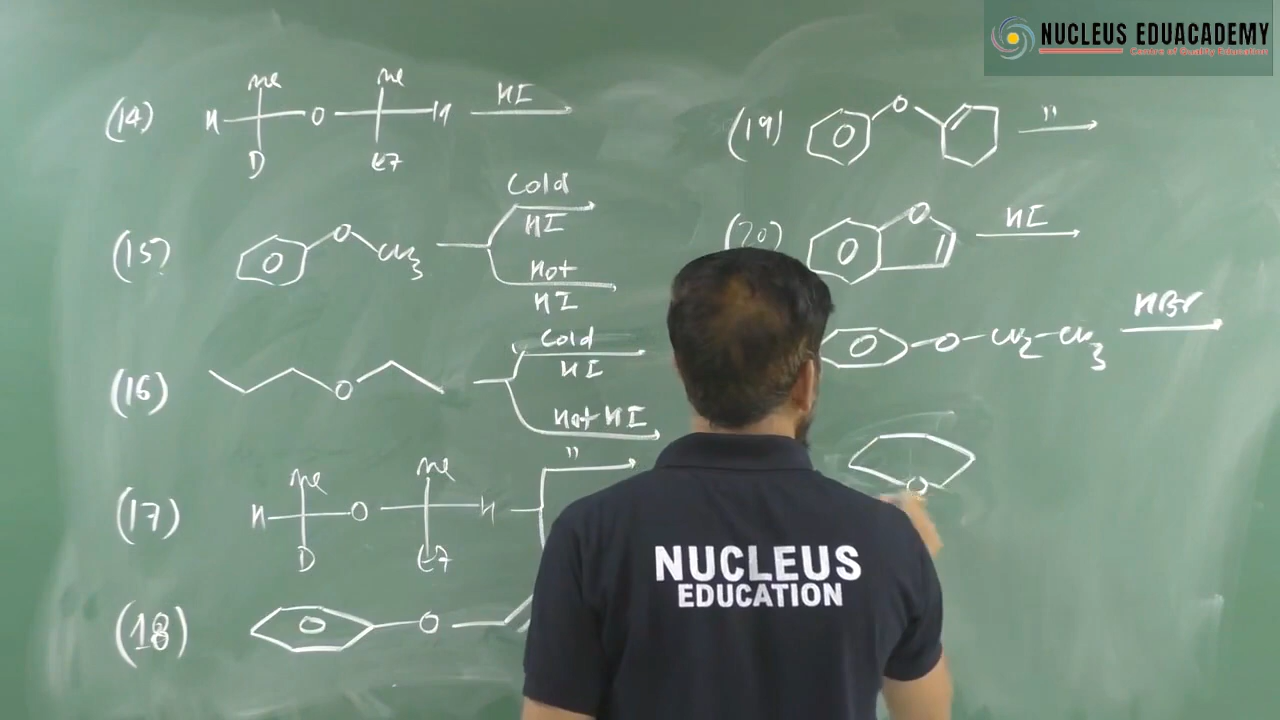 NUCLEUS EDUACADEMY
Centre of Quality Education
(14) H Me O Me H HI
D Et
(15) O CH3 Cold
HI
Hot
HI
(16) O Cold
HI
Hot HI
(17) H Me O Me H "
D Et
(18) O
(19) O "
(20) O HI
O-CH2-CH3 HBr
O
NUCLEUS
EDUCATION